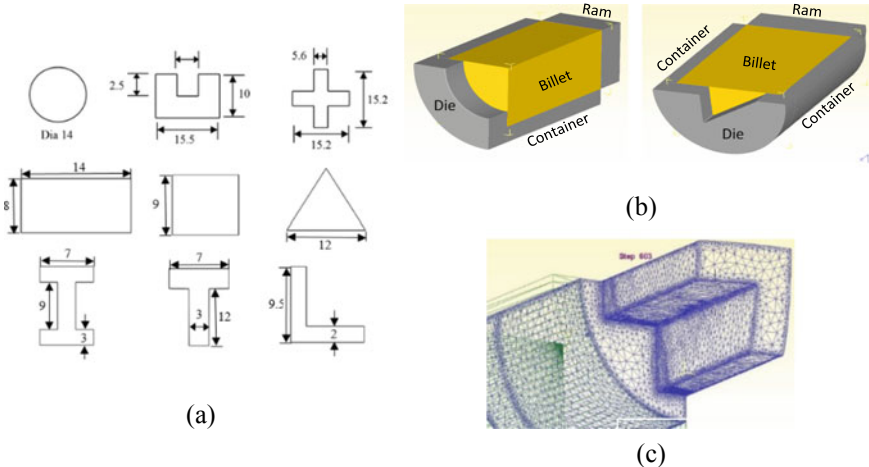 Dia 14
2.5
10
15.5
5.6
15.2
15.2
14
8
9
12
7
9
3
7
3
12
9.5
2
(a)
Ram
Billet
Die
Container
Ram
Container
Billet
Die
Container
(b)
Step 603
(c)